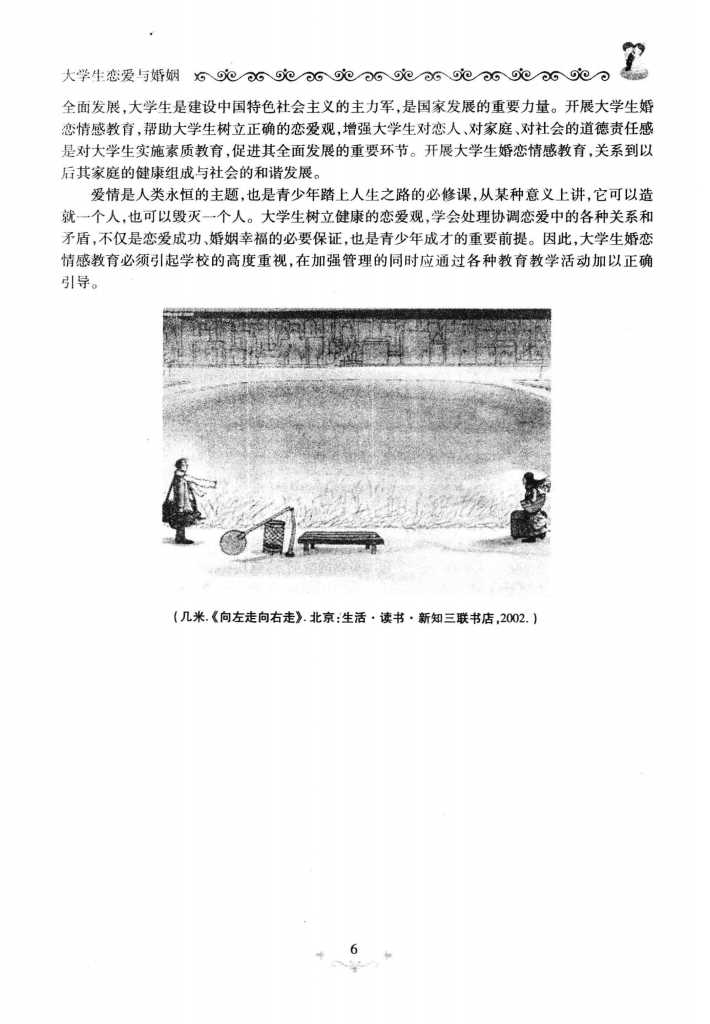 大学生恋爱与婚姻
全面发展,大学生是建设中国特色社会主义的主力军,是国家发展的重要力量。开展大学生婚
恋情感教育,帮助大学生树立正确的恋爱观,增强大学生对恋人、对家庭、对社会的道德责任感
是对大学生实施素质教育,促进其全面发展的重要环节。开展大学生婚恋情感教育,关系到以
后其家庭的健康组成与社会的和谐发展。
爱情是人类永恒的主题,也是青少年踏上人生之路的必修课,从某种意义上讲,它可以造
就一个人,也可以毁灭一个人。大学生树立健康的恋爱观,学会处理协调恋爱中的各种关系和
矛盾,不仅是恋爱成功、婚姻幸福的必要保证,也是青少年成才的重要前提。因此,大学生婚恋
情感教育必须引起学校的高度重视,在加强管理的同时应通过各种教育教学活动加以正确
引导。
(几米.《向左走向右走》.北京:生活·读书·新知三联书店,2002.)
6